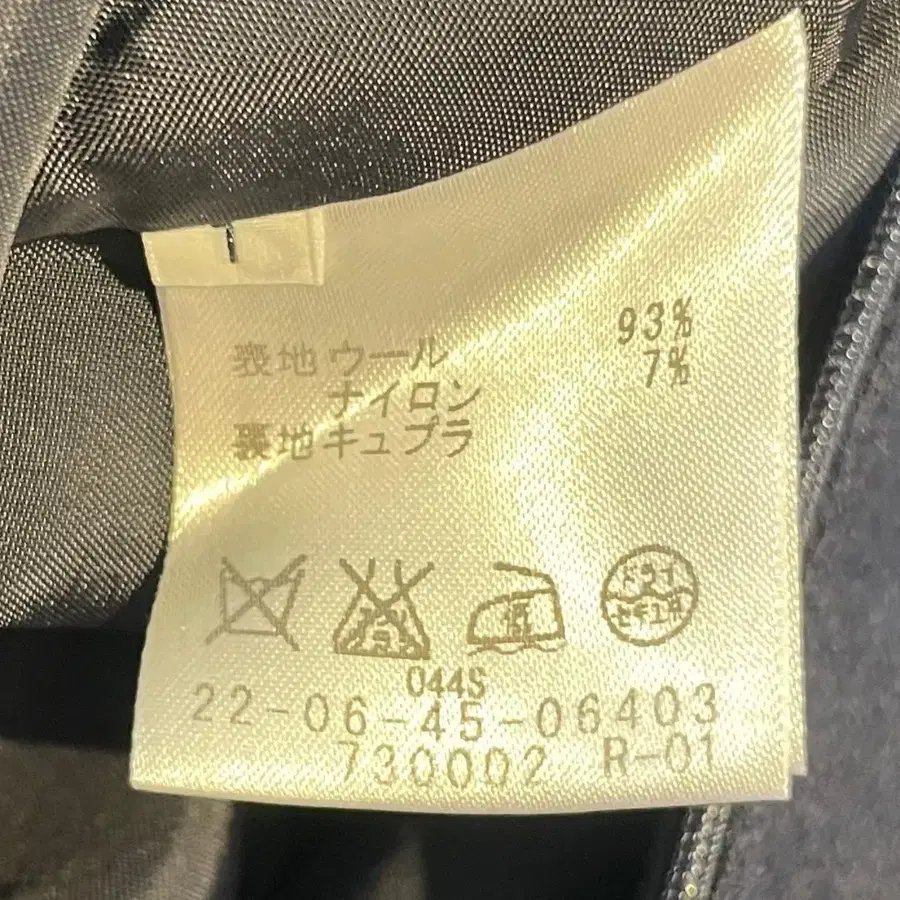 表地ウール 93%
ナイロン 7%
裏地キュプラ
ドライ
セキユ系
044S
22-06-45-06403
730002 R-01